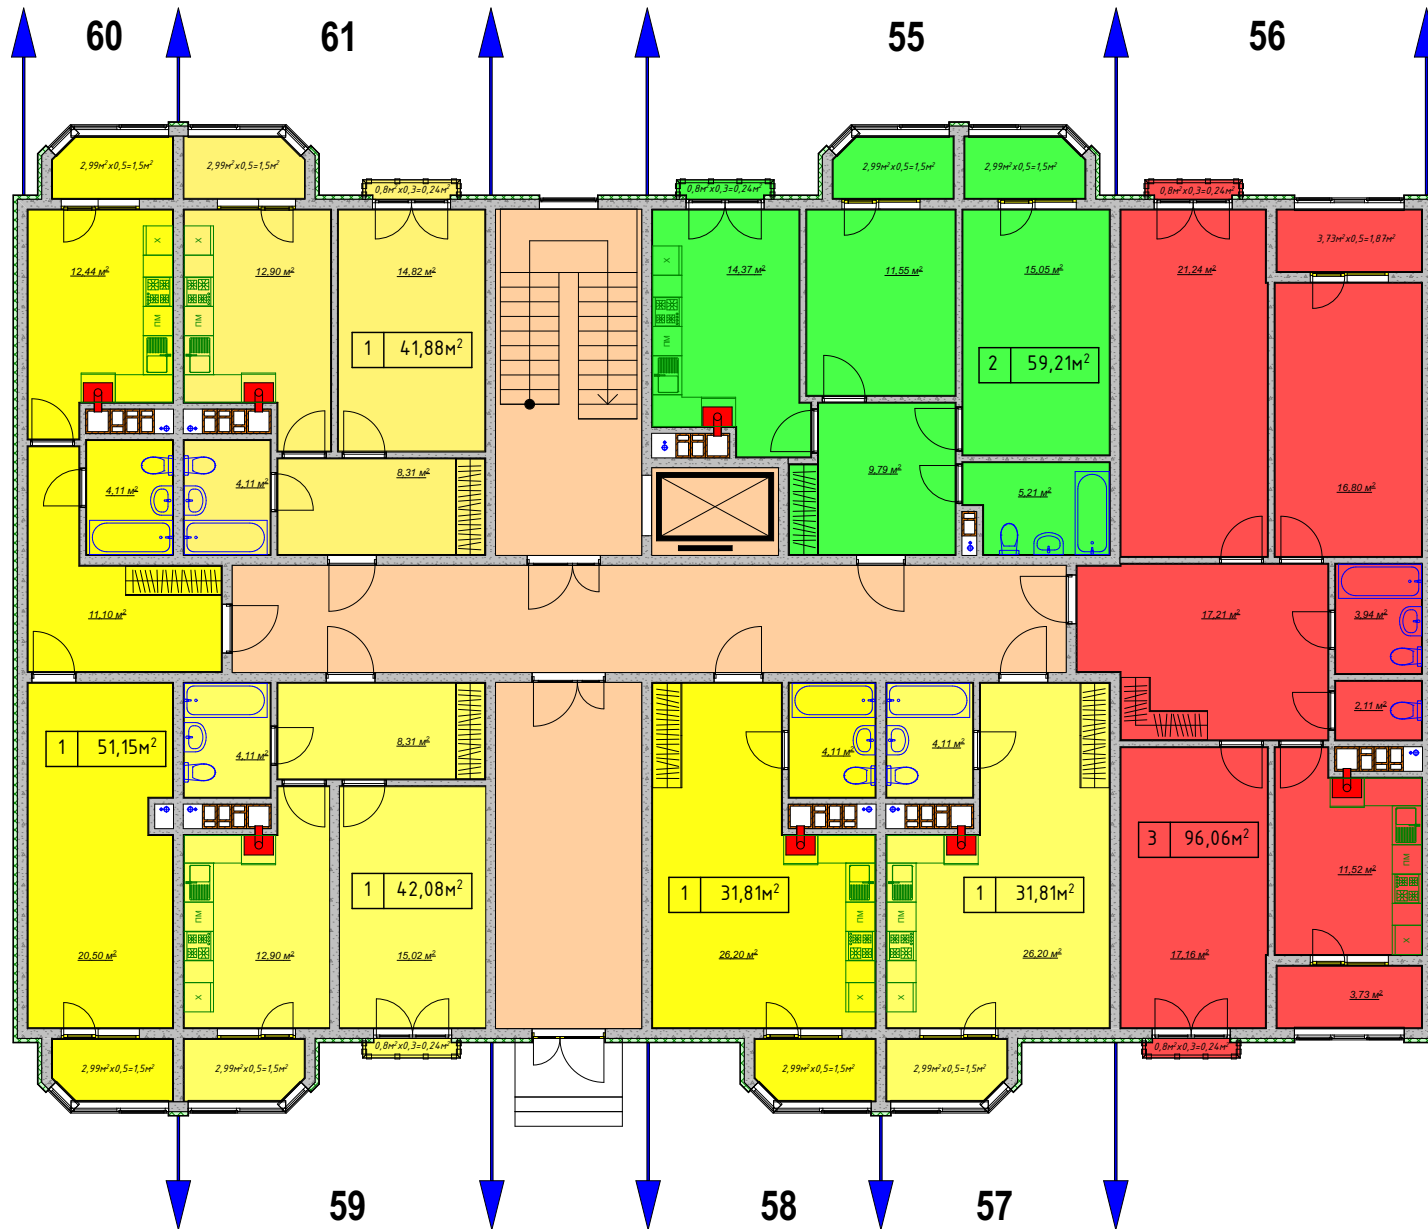 60
61
55
56
2,99м²х0,5=1,5м²
2,99м²х0,5=1,5м²
0,8м²х0,3=0,24м²
0,8м²х0,3=0,24м²
2,99м²х0,5=1,5м²
2,99м²х0,5=1,5м²
0,8м²х0,3=0,24м²
3,73м²х0,5=1,87м²
12,44 м²
Х
ПМ
Х
ПМ
12,90 м²
14,82 м²
1 41,88м²
Х
ПМ
14,37 м²
11,55 м²
15,05 м²
2 59,21м²
21,24 м²
16,80 м²
4,11 м²
4,11 м²
8,31 м²
9,79 м²
5,21 м²
11,10 м²
17,21 м²
3,94 м²
2,11 м²
1 51,15м²
4,11 м²
8,31 м²
4,11 м²
4,11 м²
20,50 м²
ПМ
Х
12,90 м²
1 42,08м²
15,02 м²
1 31,81м²
26,20 м²
ПМ
Х
ПМ
Х
1 31,81м²
26,20 м²
3 96,06м²
17,16 м²
11,52 м²
ПМ
Х
3,73 м²
2,99м²х0,5=1,5м²
2,99м²х0,5=1,5м²
0,8м²х0,3=0,24м²
2,99м²х0,5=1,5м²
2,99м²х0,5=1,5м²
0,8м²х0,3=0,24м²
59
58
57